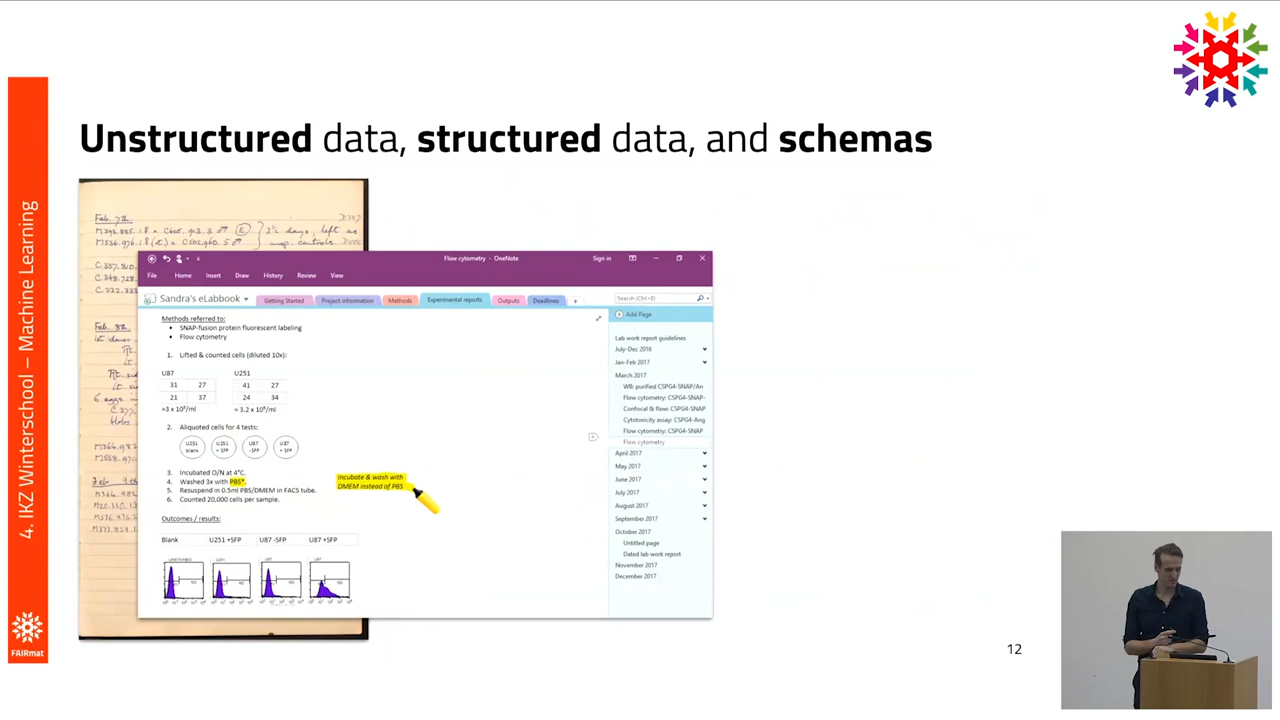 Unstructured data, structured data, and schemas
4. IKZ Winterschool – Machine Learning
FAIRmat
Feb. 7th
Feb. 8th
Flow cytometry - OneNote
Sign in
File Home Insert Draw History Review View
Sandra's eLabbook
Getting Started Project information Methods Experimental reports Outputs Deadlines +
Search (Ctrl+E)
Methods referred to:
• SNAP-fusion protein fluorescent labeling
• Flow cytometry
1. Lifted & counted cells (diluted 10x):
U87 U251
31 27 41 27
21 37 24 34
2. Aliquoted cells for 4 tests:
U251 blank
U251 + SFP
U87 -SFP
U87 + SFP
3. Incubated O/N at 4°C.
4. Washed 3x with PBS*.
5. Resuspend in 0.5ml PBS/DMEM in FACS tube.
6. Counted 20,000 cells per sample.
Incubate & wash with
DMEM instead of PBS
Outcomes / results:
Blank U251 +SFP U87 -SFP U87 +SFP
Add Page
Lab work report guidelines
July-Dec 2016
Jan-Feb 2017
March 2017
WB: purified CSPG4-SNAP/An
Flow cytometry: CSPG4-SNAP-
Confocal & flow: CSPG4-SNAP
Cytotoxicity assay: CSPG4-Ang
Flow cytometry: CSPG4-SNAP
Flow cytometry
April 2017
May 2017
June 2017
July 2017
August 2017
September 2017
October 2017
Untitled page
Dated lab work report
November 2017
December 2017
12